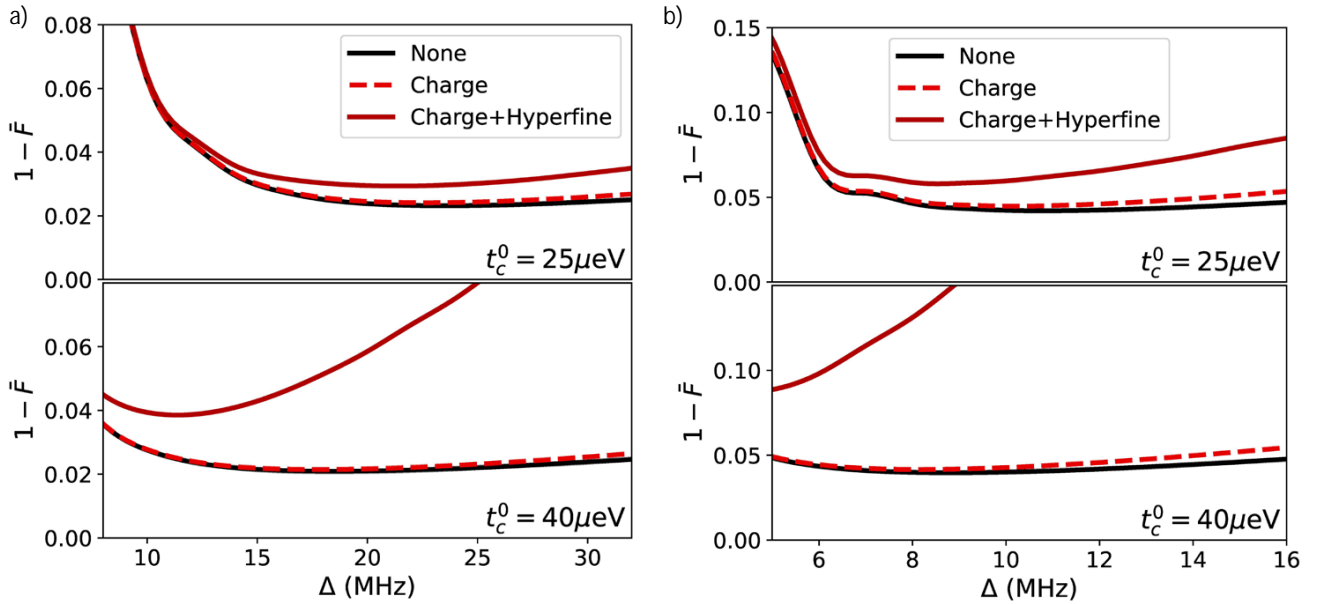 a)
0.08
0.06
0.04
0.02
0.00
1 − F̄
None
Charge
Charge+Hyperfine
t_c^0 = 25μeV
0.06
0.04
0.02
0.00
1 − F̄
t_c^0 = 40μeV
10 15 20 25 30
Δ (MHz)
b)
0.15
0.10
0.05
0.00
1 − F̄
None
Charge
Charge+Hyperfine
t_c^0 = 25μeV
0.10
0.05
0.00
1 − F̄
t_c^0 = 40μeV
6 8 10 12 14 16
Δ (MHz)